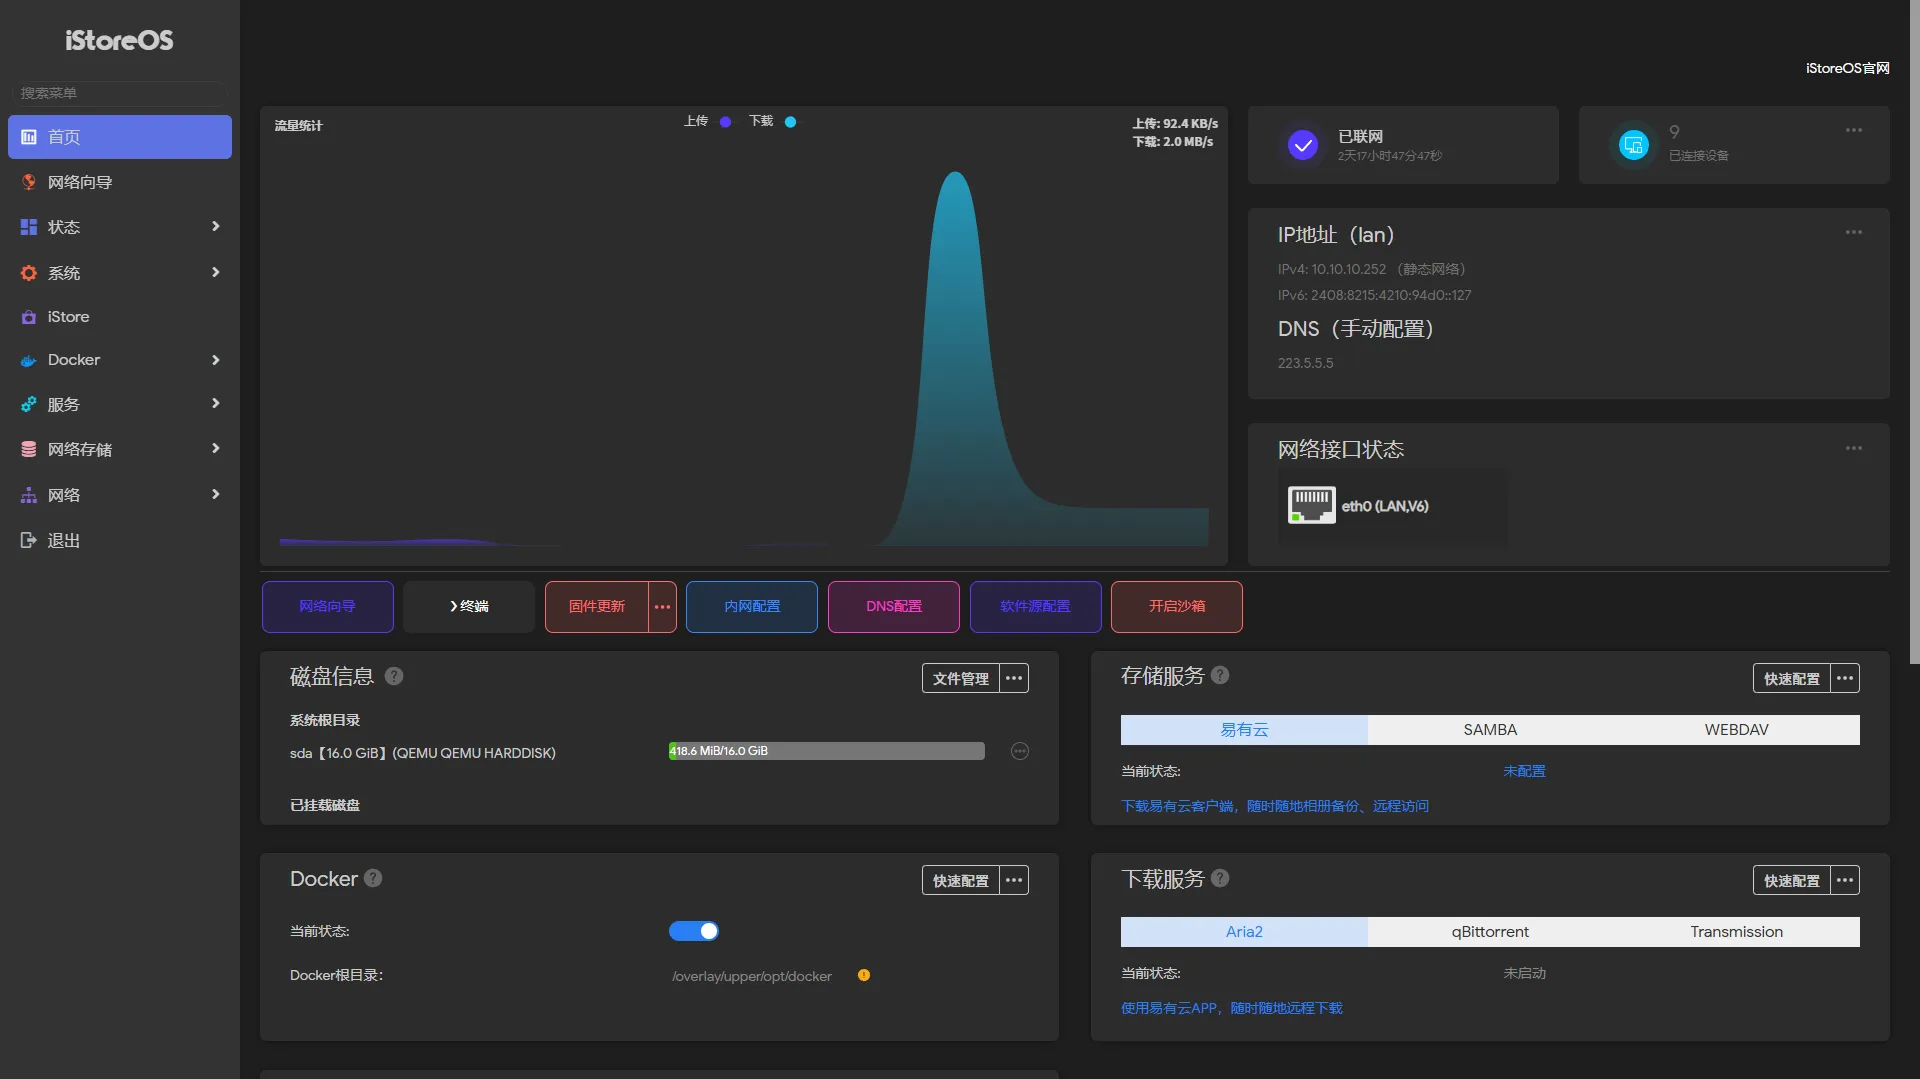 iStoreOS
搜索菜单
首页
网络向导
状态
系统
iStore
Docker
服务
网络存储
网络
退出
iStoreOS官网
流量统计
上传 下载
上传: 92.4 KB/s
下载: 2.0 MB/s
已联网
2天17小时47分47秒
9
已连接设备
IP地址（lan）
IPv4: 10.10.10.252 （静态网络）
IPv6: 2408:8215:4210:94d0::127
DNS（手动配置）
223.5.5.5
网络接口状态
eth0 (LAN,V6)
网络向导
终端
固件更新
内网配置
DNS配置
软件源配置
开启沙箱
磁盘信息
文件管理
系统根目录
sda【16.0 GiB】(QEMU QEMU HARDDISK)
418.6 MiB/16.0 GiB
已挂载磁盘
存储服务
快速配置
易有云 SAMBA WEBDAV
当前状态: 未配置
下载易有云客户端，随时随地相册备份、远程访问
Docker
快速配置
当前状态:
Docker根目录: /overlay/upper/opt/docker
下载服务
快速配置
Aria2 qBittorrent Transmission
当前状态: 未启动
使用易有云APP，随时随地远程下载